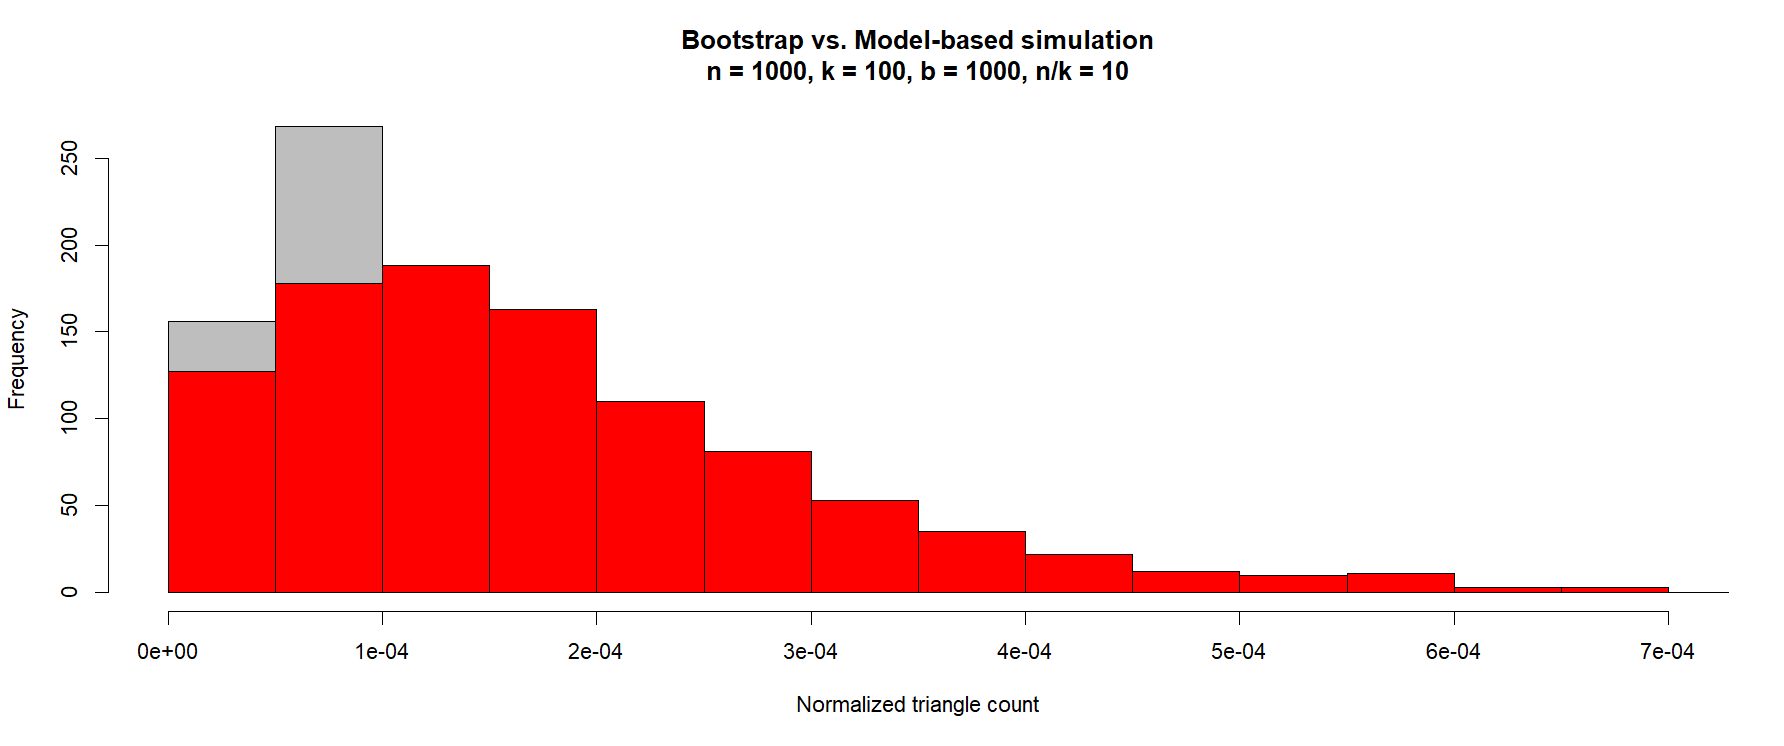 Bootstrap vs. Model-based simulation
n = 1000, k = 100, b = 1000, n/k = 10
250
200
150
100
50
0
Frequency
0e+00 1e-04 2e-04 3e-04 4e-04 5e-04 6e-04 7e-04
Normalized triangle count